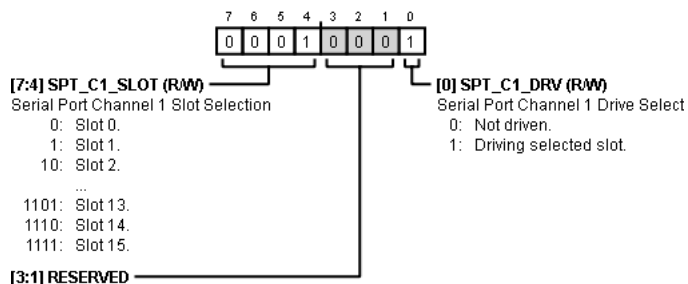 7 6 5 4 3 2 1 0
0 0 0 1 0 0 0 1
[7:4] SPT_C1_SLOT (R/W)
Serial Port Channel 1 Slot Selection
0: Slot 0.
1: Slot 1.
10: Slot 2.
...
1101: Slot 13.
1110: Slot 14.
1111: Slot 15.
[3:1] RESERVED
[0] SPT_C1_DRV (R/W)
Serial Port Channel 1 Drive Select
0: Not driven.
1: Driving selected slot.